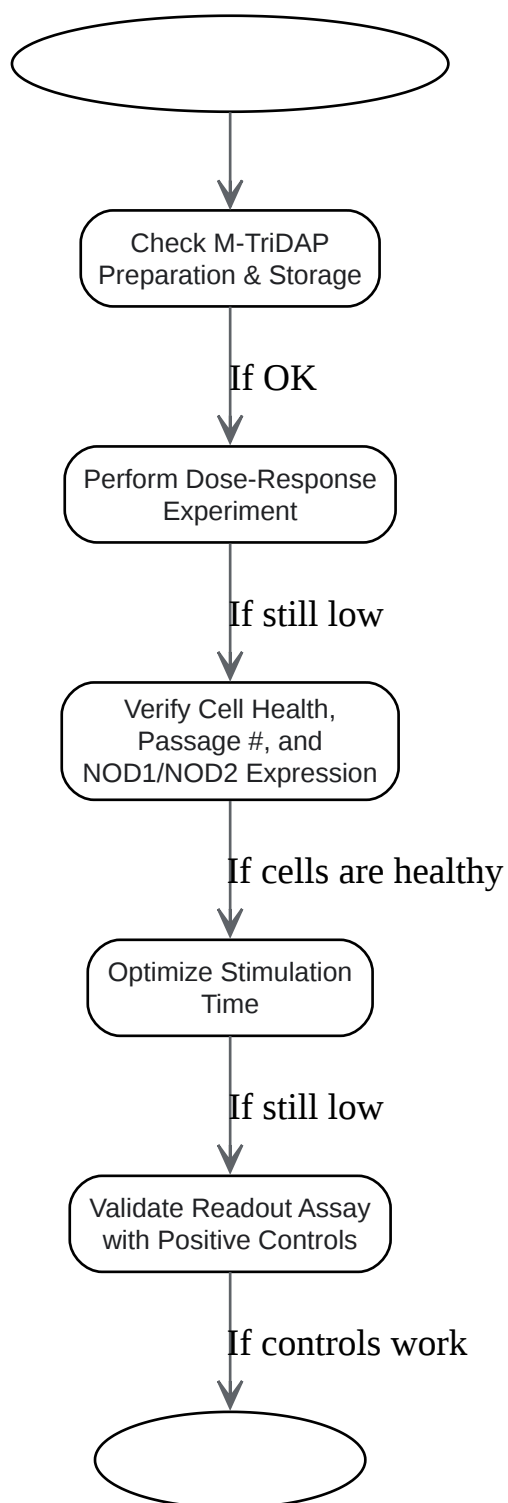 Check M-TriDAP
Preparation & Storage
If OK
Perform Dose-Response
Experiment
If still low
Verify Cell Health,
Passage #, and
NOD1/NOD2 Expression
If cells are healthy
Optimize Stimulation
Time
If still low
Validate Readout Assay
with Positive Controls
If controls work